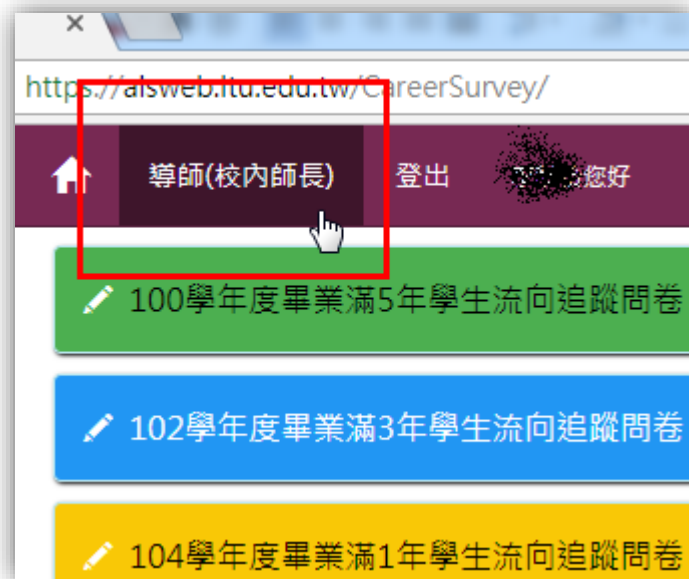 https://alsweb.ltu.edu.tw/CareerSurvey/
導師(校內師長) 登出 您好
100學年度畢業滿5年學生流向追蹤問卷
102學年度畢業滿3年學生流向追蹤問卷
104學年度畢業滿1年學生流向追蹤問卷